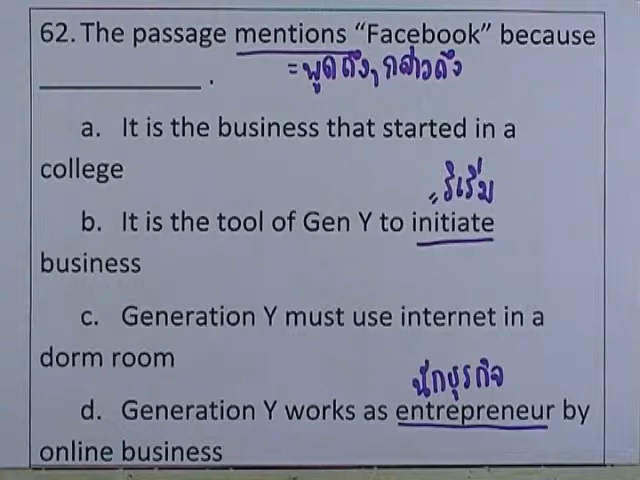 62. The passage mentions “Facebook” because
____________ .
= พูดถึง, กล่าวถึง
a. It is the business that started in a
college
ริเริ่ม
b. It is the tool of Gen Y to initiate
business
c. Generation Y must use internet in a
dorm room
นักธุรกิจ
d. Generation Y works as entrepreneur by
online business